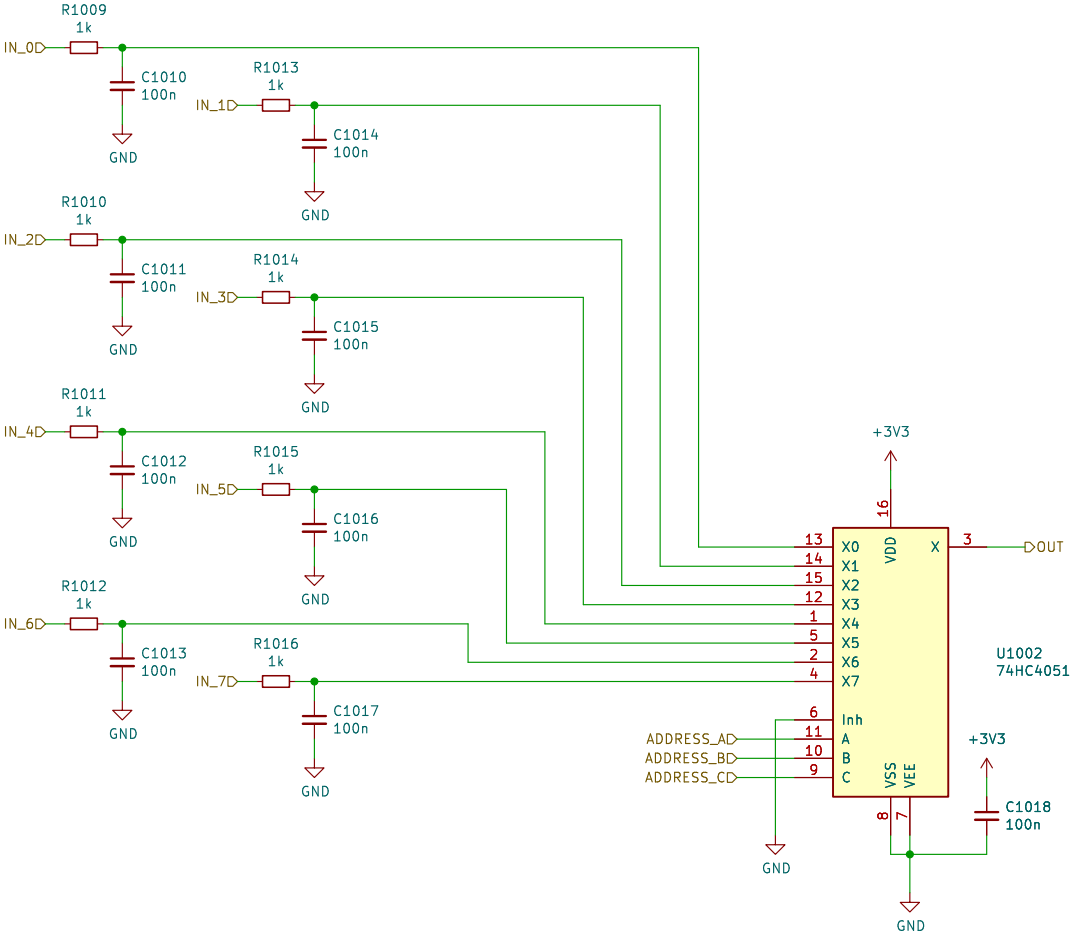 R1009
1k
IN_0
C1010
100n
GND
R1013
1k
IN_1
C1014
100n
GND
R1010
1k
IN_2
C1011
100n
GND
R1014
1k
IN_3
C1015
100n
GND
R1011
1k
IN_4
C1012
100n
GND
R1015
1k
IN_5
C1016
100n
GND
R1012
1k
IN_6
C1013
100n
GND
R1016
1k
IN_7
C1017
100n
GND
+3V3
16
VDD
13 X0
14 X1
15 X2
12 X3
1 X4
5 X5
2 X6
4 X7
6 Inh
ADDRESS_A 11 A
ADDRESS_B 10 B
ADDRESS_C 9 C
X 3 OUT
U1002
74HC4051
VSS
VEE
8
7
GND
+3V3
C1018
100n
GND